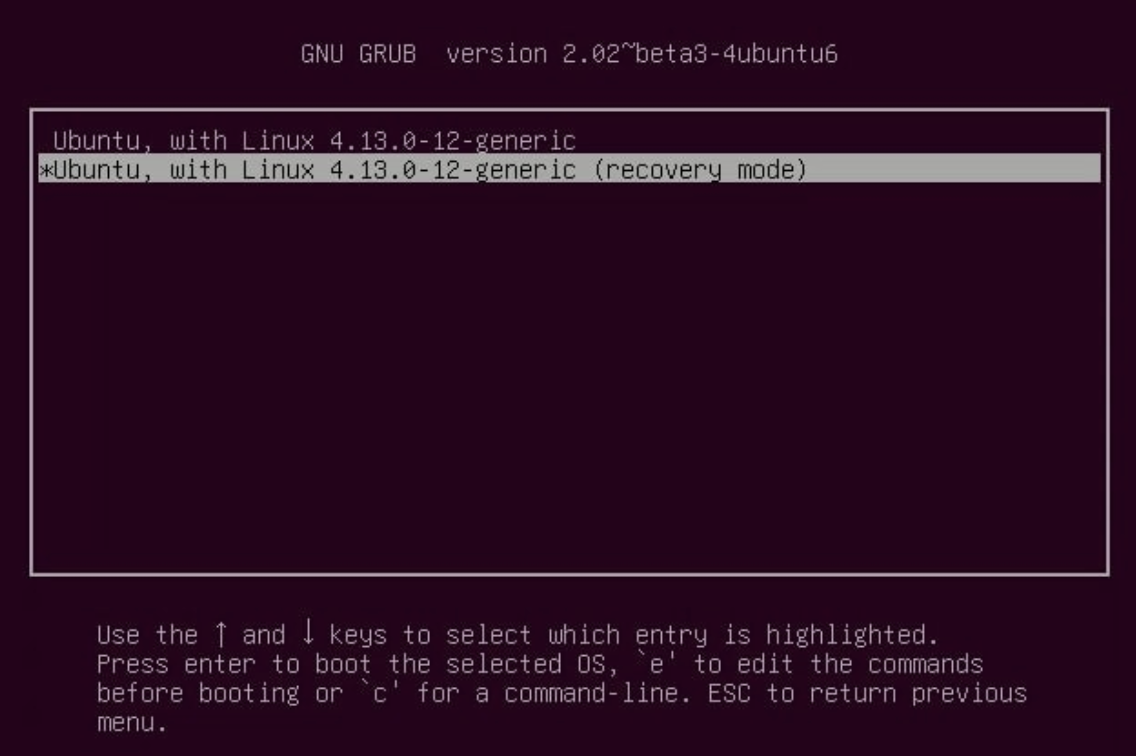 GNU GRUB  version 2.02~beta3-4ubuntu6
Ubuntu, with Linux 4.13.0-12-generic
*Ubuntu, with Linux 4.13.0-12-generic (recovery mode)
Use the ↑ and ↓ keys to select which entry is highlighted.
Press enter to boot the selected OS, `e' to edit the commands
before booting or `c' for a command-line. ESC to return previous
menu.